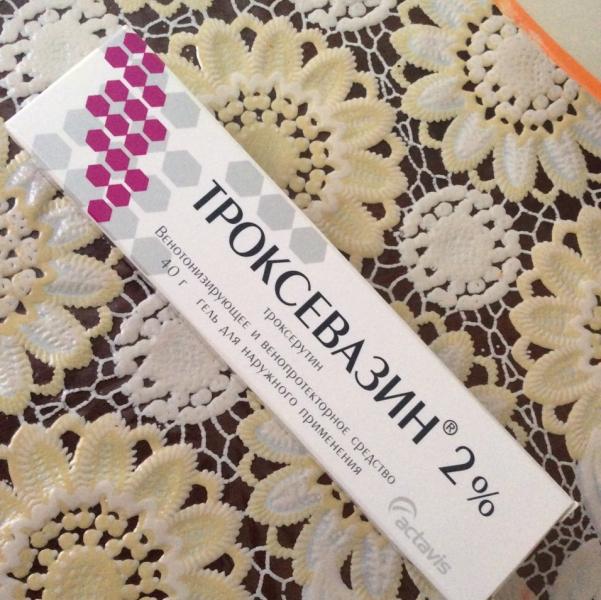 ТРОКСЕВАЗИН® 2%
троксерутин
Венотонизирующее и венопротекторное средство
40 г гель для наружного применения
actavis